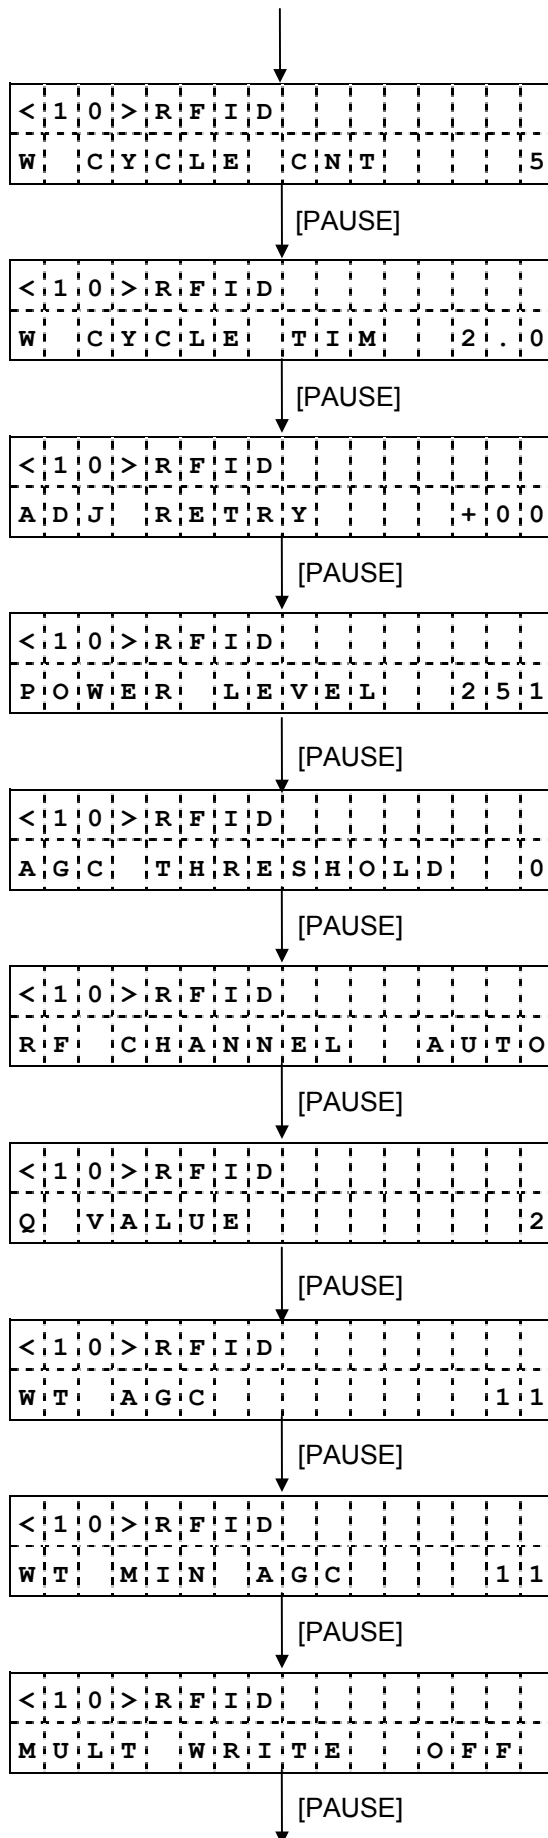 <10>RFID
W CYCLE CNT    5
[PAUSE]
<10>RFID
W CYCLE TIM  2.0
[PAUSE]
<10>RFID
ADJ RETRY    +00
[PAUSE]
<10>RFID
POWER LEVEL  251
[PAUSE]
<10>RFID
AGC THRESHOLD  0
[PAUSE]
<10>RFID
RF CHANNEL  AUTO
[PAUSE]
<10>RFID
Q VALUE        2
[PAUSE]
<10>RFID
WT AGC        11
[PAUSE]
<10>RFID
WT MIN AGC    11
[PAUSE]
<10>RFID
MULT WRITE  OFF
[PAUSE]